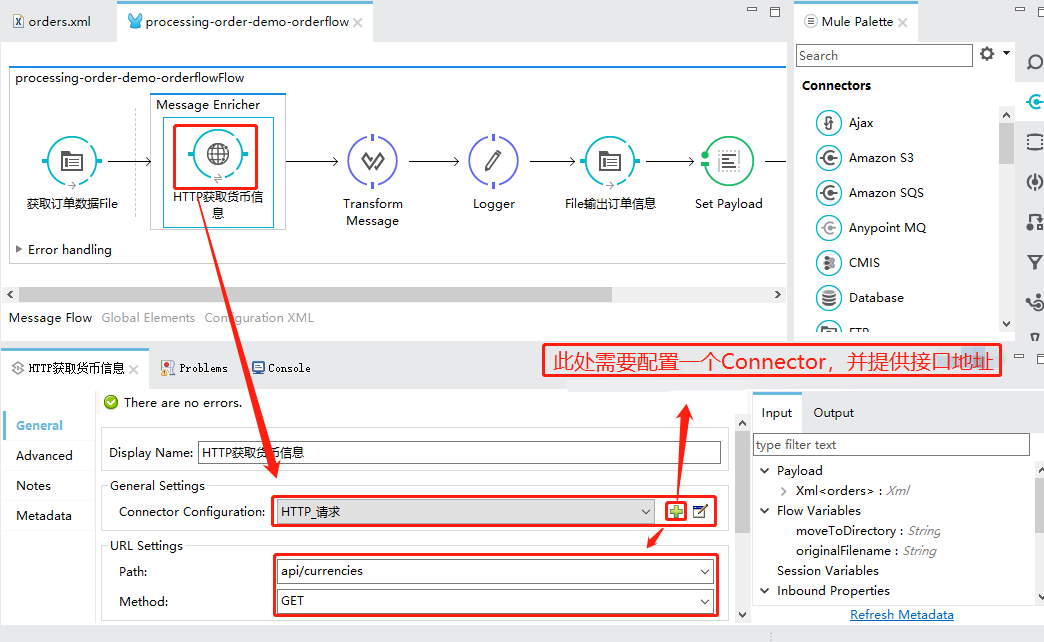 orders.xml
processing-order-demo-orderflow
Mule Palette
processing-order-demo-orderflowFlow
Message Enricher
获取订单数据File
HTTP获取货币信
息
Transform
Message
Logger
File输出订单信息
Set Payload
Error handling
Message Flow
Global Elements
Configuration XML
Search
Connectors
Ajax
Amazon S3
Amazon SQS
Anypoint MQ
CMIS
Database
FTP
HTTP获取货币信息
Problems
Console
此处需要配置一个Connector，并提供接口地址
There are no errors.
General
Advanced
Notes
Metadata
Display Name: HTTP获取货币信息
General Settings
Connector Configuration: HTTP_请求
URL Settings
Path: api/currencies
Method: GET
Input
Output
type filter text
Payload
Xml<orders> : Xml
Flow Variables
moveToDirectory : String
originalFilename : String
Session Variables
Inbound Properties
Refresh Metadata